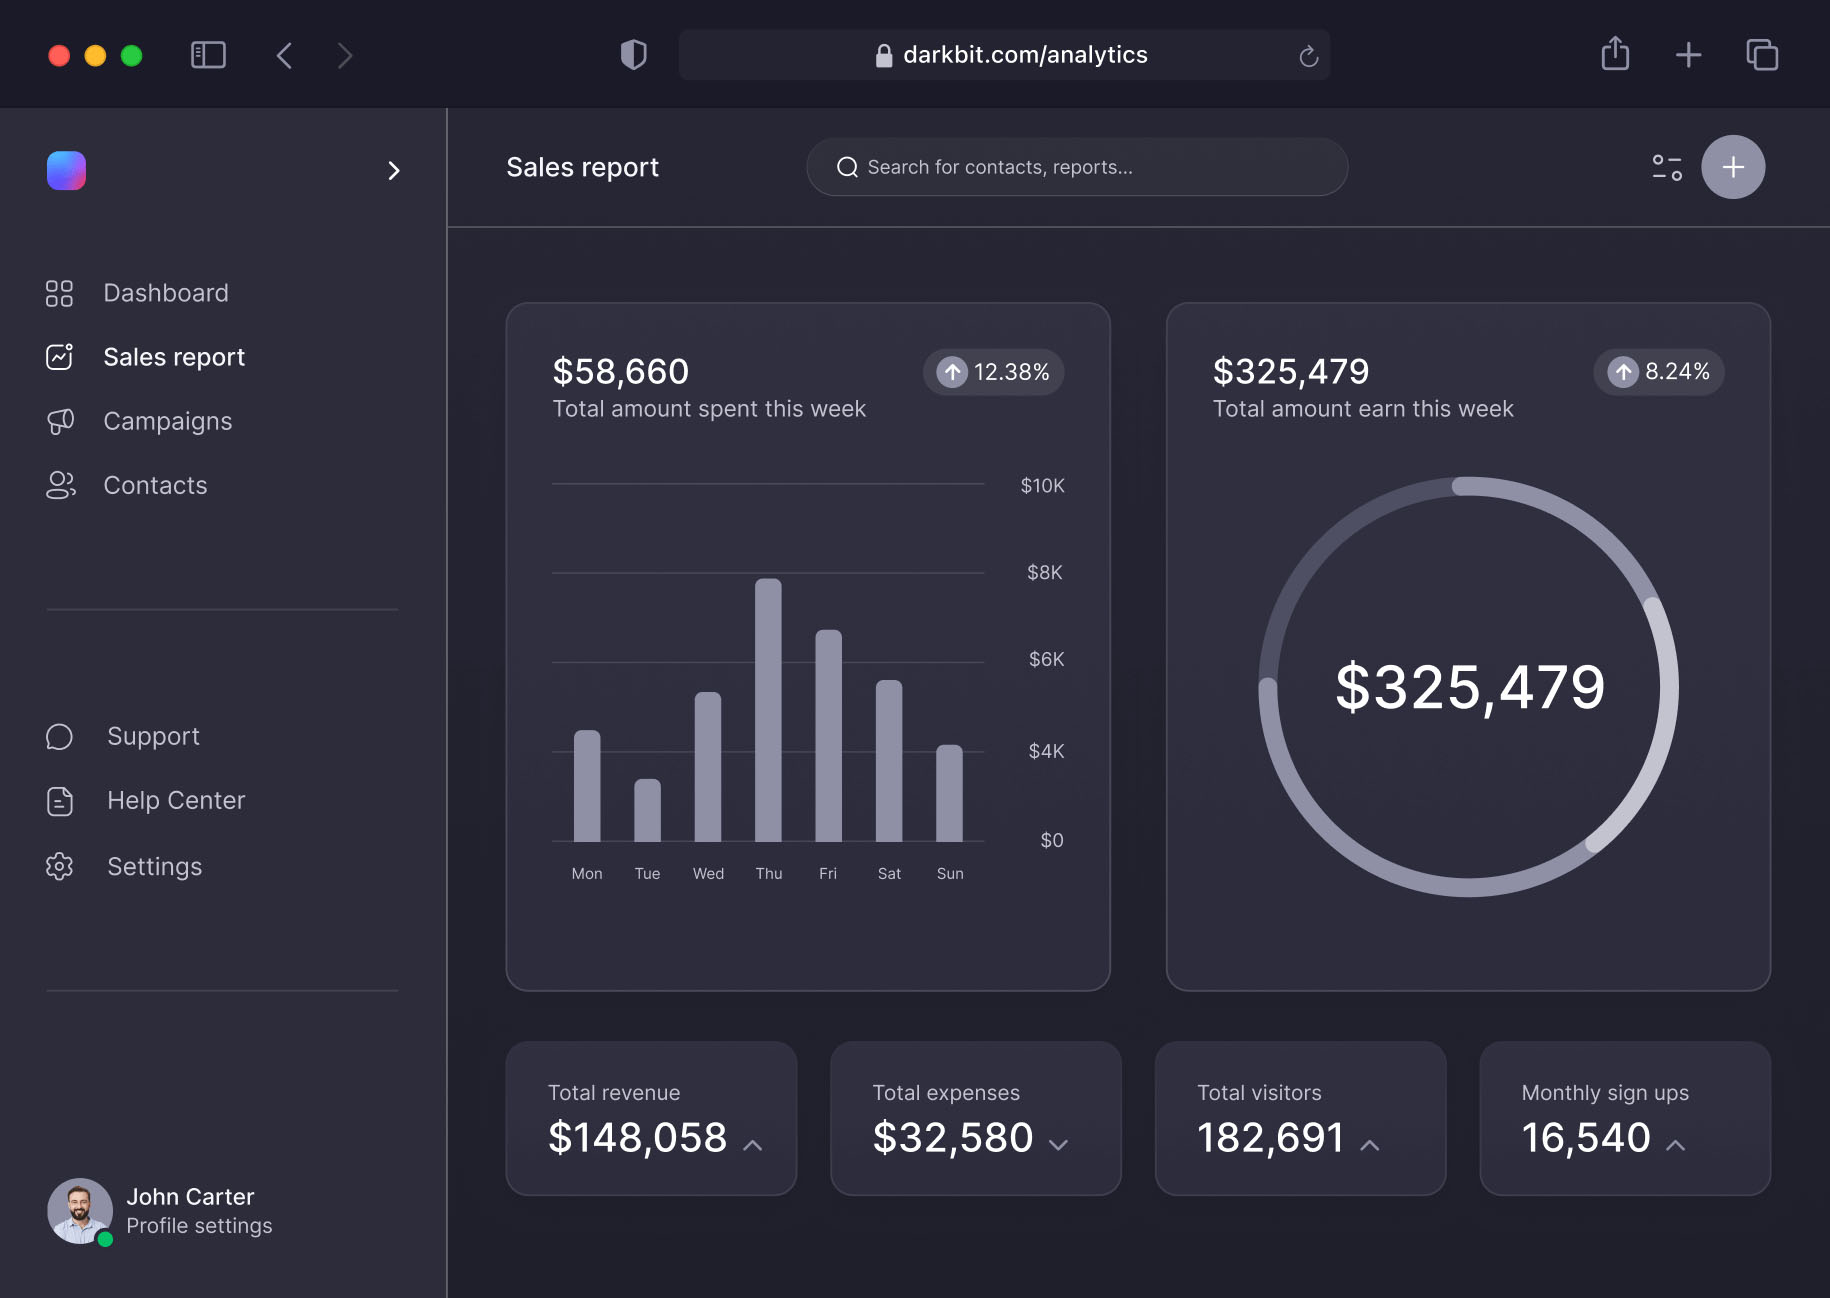 darkbit.com/analytics
Sales report
Search for contacts, reports...
Dashboard
Sales report
Campaigns
Contacts
Support
Help Center
Settings
John Carter
Profile settings
$58,660
12.38%
Total amount spent this week
$10K
$8K
$6K
$4K
$0
Mon Tue Wed Thu Fri Sat Sun
$325,479
8.24%
Total amount earn this week
$325,479
Total revenue
$148,058
Total expenses
$32,580
Total visitors
182,691
Monthly sign ups
16,540